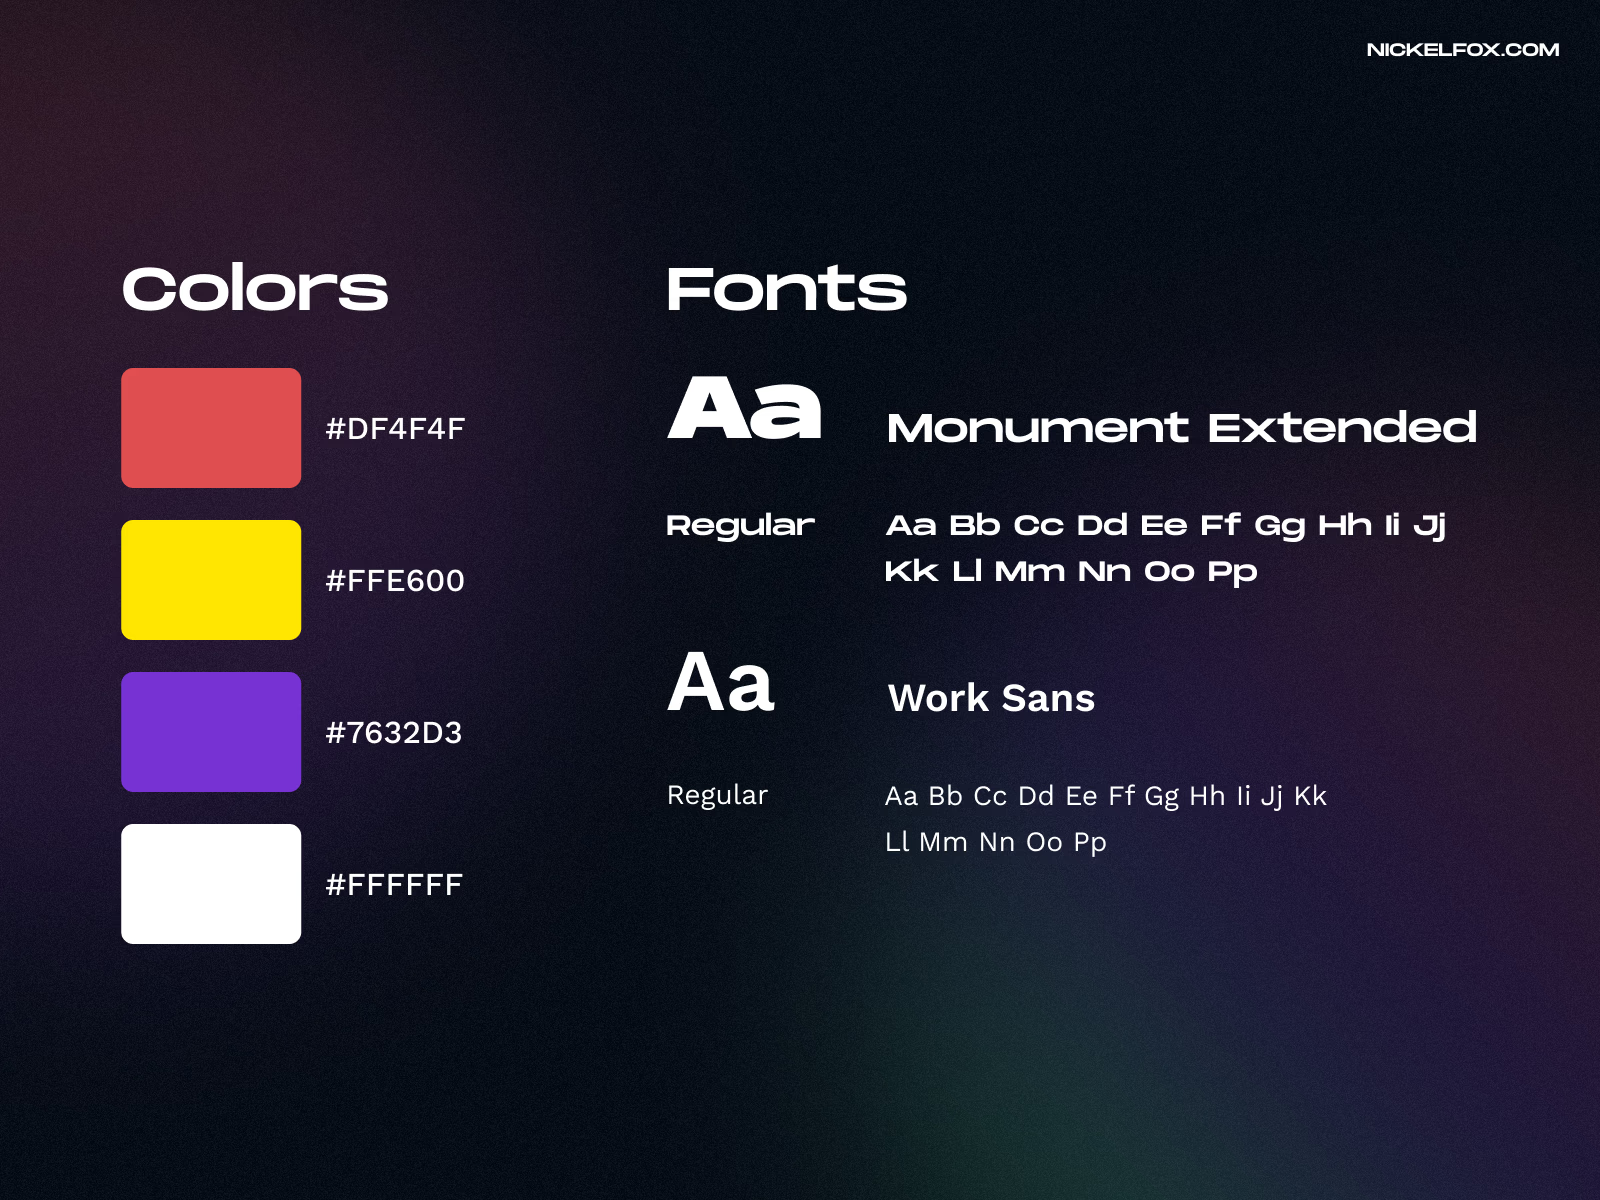 NICKELFOX.COM
Colors
#DF4F4F
#FFE600
#7632D3
#FFFFFF
Fonts
Aa
Monument Extended
Regular
Aa Bb Cc Dd Ee Ff Gg Hh Ii Jj
Kk Ll Mm Nn Oo Pp
Aa
Work Sans
Regular
Aa Bb Cc Dd Ee Ff Gg Hh Ii Jj Kk
Ll Mm Nn Oo Pp